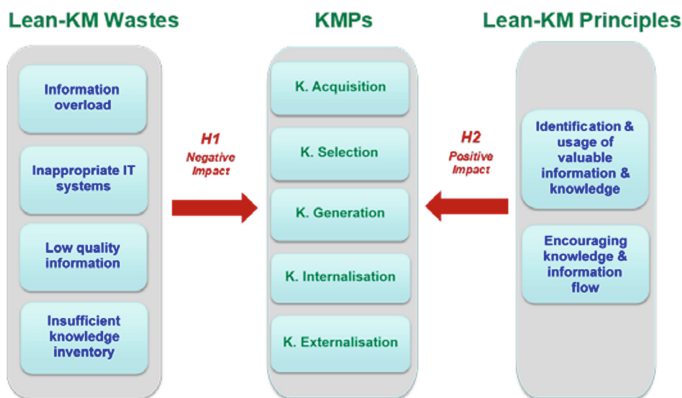 Lean-KM Wastes
KMPs
Lean-KM Principles
Information
overload
Inappropriate IT
systems
Low quality
information
Insufficient
knowledge
inventory
H1
Negative
Impact
K. Acquisition
K. Selection
K. Generation
K. Internalisation
K. Externalisation
H2
Positive
Impact
Identification &
usage of
valuable
information &
knowledge
Encouraging
knowledge &
information
flow